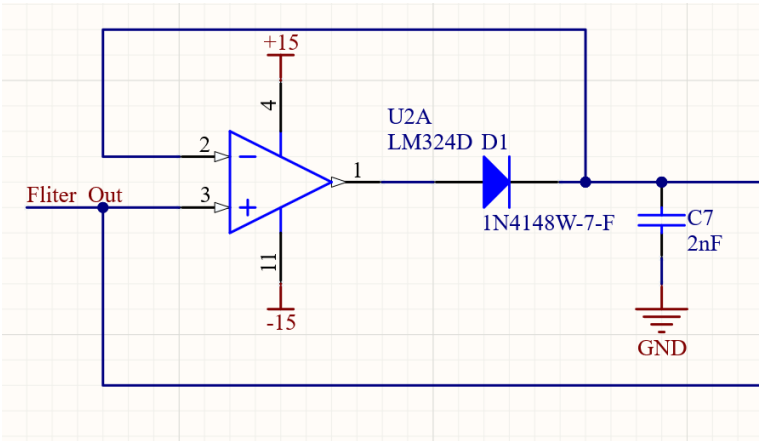 +15
4
U2A
LM324D D1
2
1
Fliter Out
3
1N4148W-7-F
C7
2nF
11
-15
GND